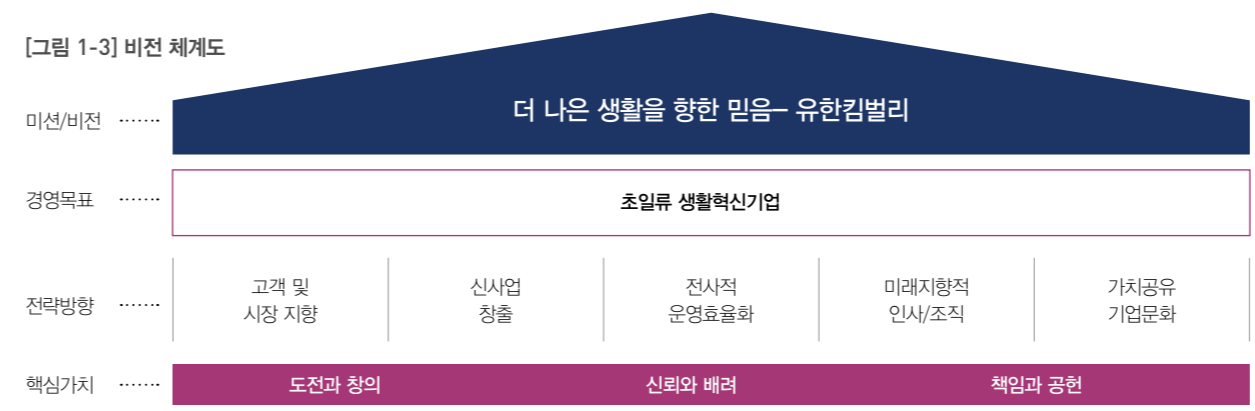 [그림 1-3] 비전 체계도
미션/비전 ·······
더 나은 생활을 향한 믿음– 유한킴벌리
경영목표 ·······
초일류 생활혁신기업
전략방향 ·······
고객 및
시장 지향
신사업
창출
전사적
운영효율화
미래지향적
인사/조직
가치공유
기업문화
핵심가치 ·······
도전과 창의
신뢰와 배려
책임과 공헌